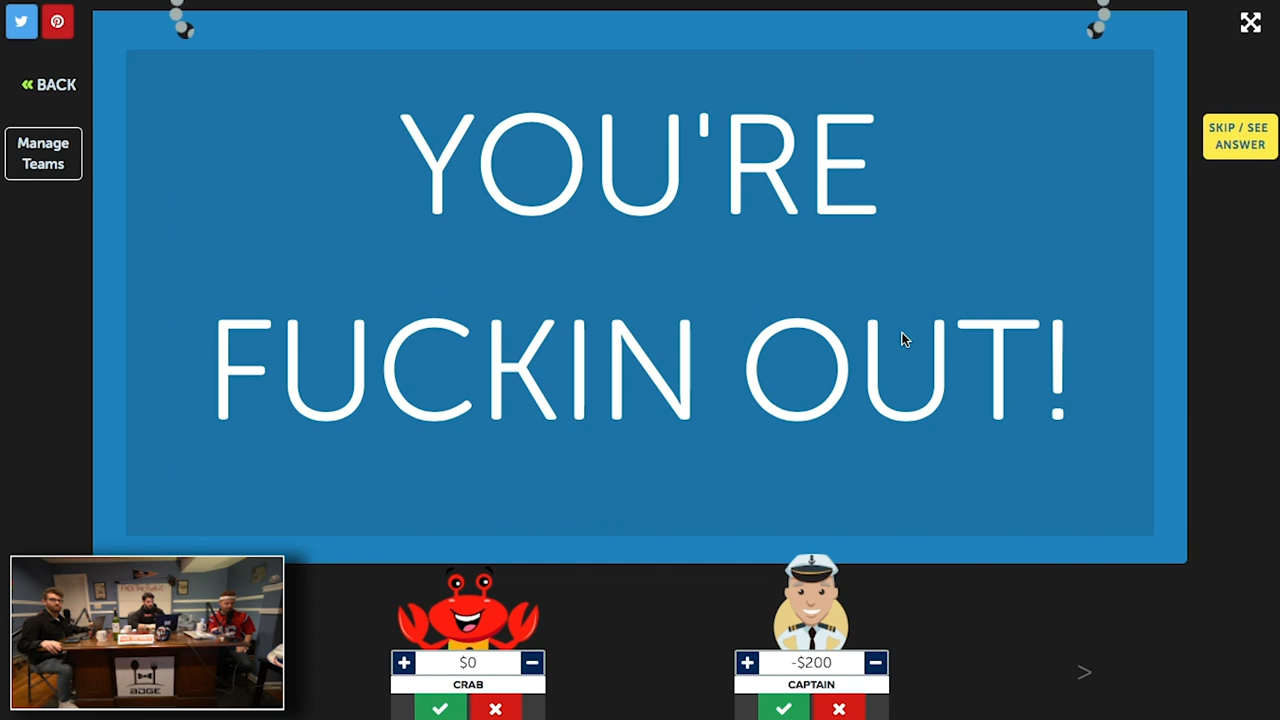 « BACK
Manage
Teams
YOU'RE
FUCKIN OUT!
SKIP / SEE
ANSWER
$0
CRAB
-$200
CAPTAIN
>